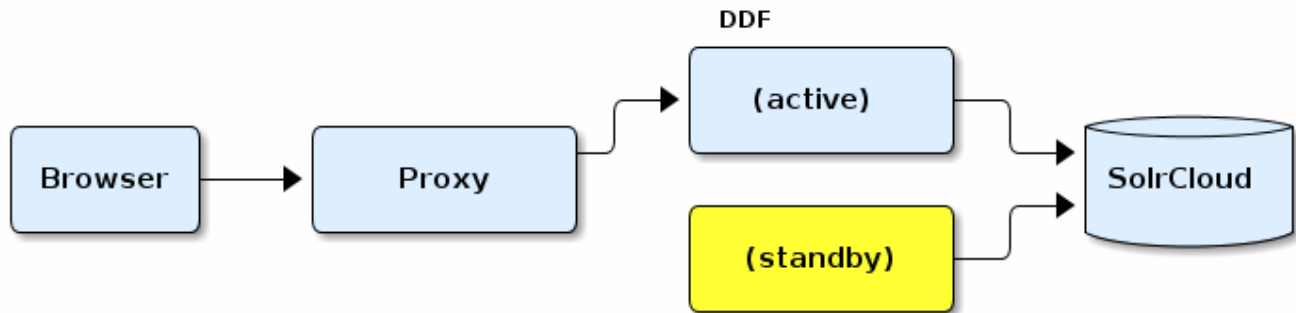 DDF
(active)
Browser
Proxy
SolrCloud
(standby)